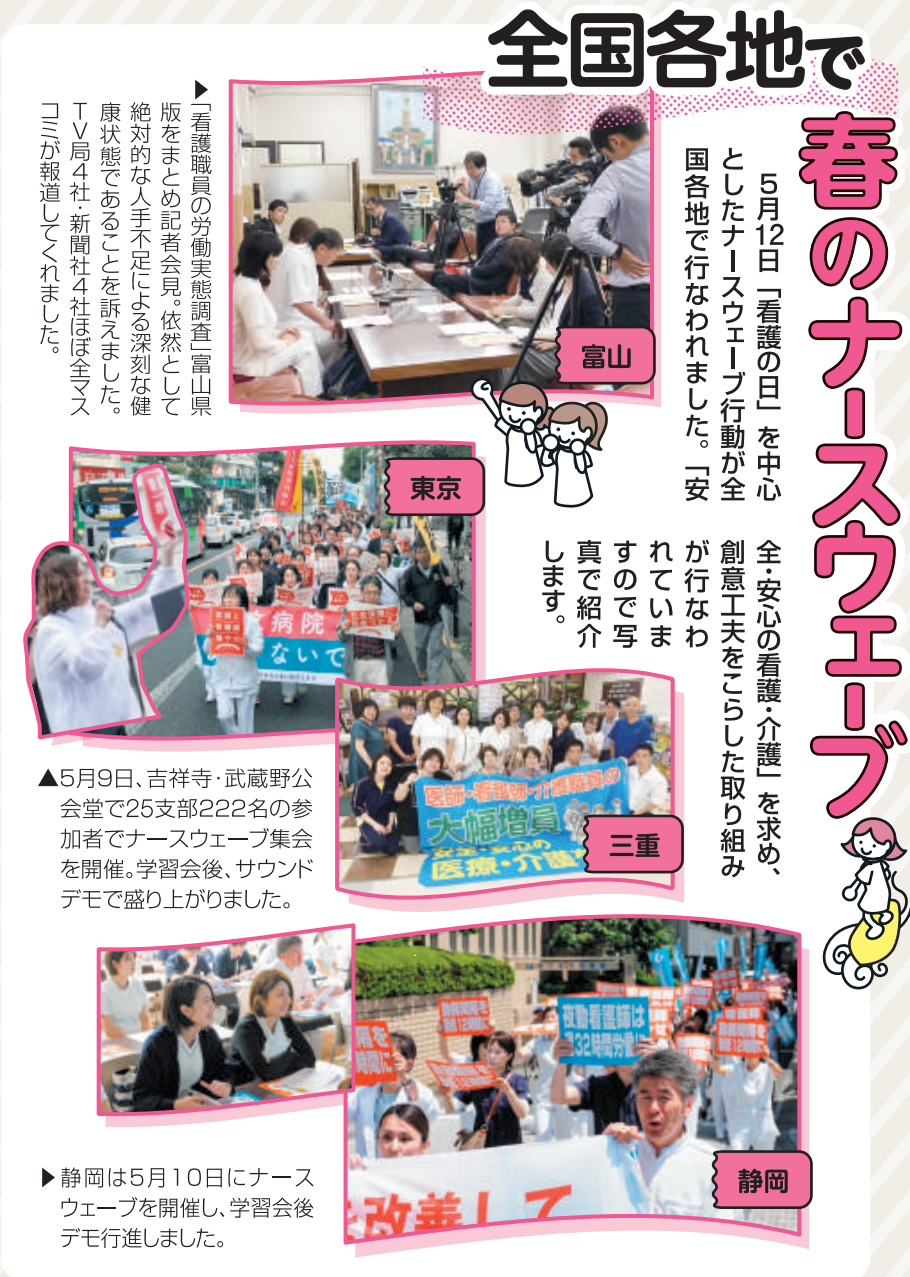 全国各地で
春のナースウェーブ
　５月12日「看護の日」を中心
としたナースウェーブ行動が全
国各地で行なわれました。「安
全・安心の看護・介護」を求め、
創意工夫をこらした取り組み
が行なわ
れていま
すので写
真で紹介
します。
富山
▶「看護職員の労働実態調査」富山県
版をまとめ記者会見。依然として
絶対的な人手不足による深刻な健
康状態であることを訴えました。
ＴＶ局４社・新聞社４社ほぼ全マス
コミが報道してくれました。
東京
病院
ないで
▲5月9日、吉祥寺・武蔵野公
会堂で25支部222名の参
加者でナースウェーブ集会
を開催。学習会後、サウンド
デモで盛り上がりました。
三重
医師・看護師・介護職員の
大幅増員
安全・安心の
医療・介護
静岡
夜勤看護師は
32時間労働に
改善して
▶静岡は5月10日にナース
ウェーブを開催し、学習会後
デモ行進しました。